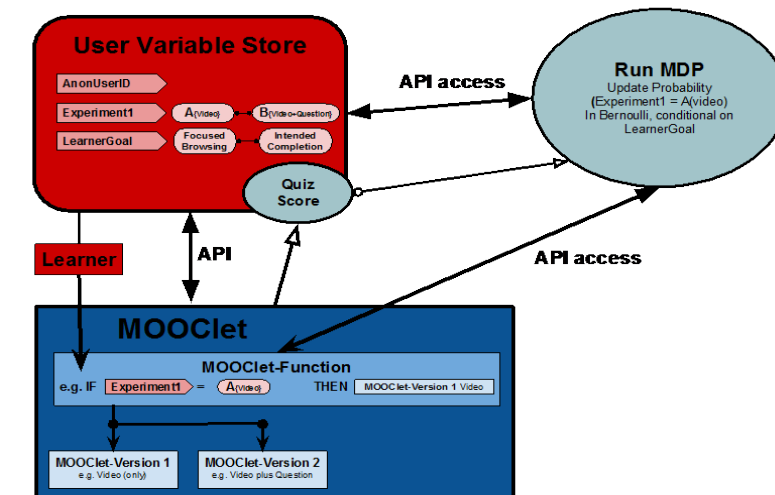 User Variable Store
AnonUserID
Experiment1 A(Video) B(Video+Question)
LearnerGoal Focused Browsing Intended Completion
Quiz
Score
API access
Run MDP
Update Probability
(Experiment1 = A(video)
In Bernoulli, conditional on
LearnerGoal
Learner
API
API access
MOOClet
MOOClet-Function
e.g. IF Experiment1 = A(Video) THEN MOOClet-Version 1 Video
MOOClet-Version 1
e.g. Video (only)
MOOClet-Version 2
e.g. Video plus Question